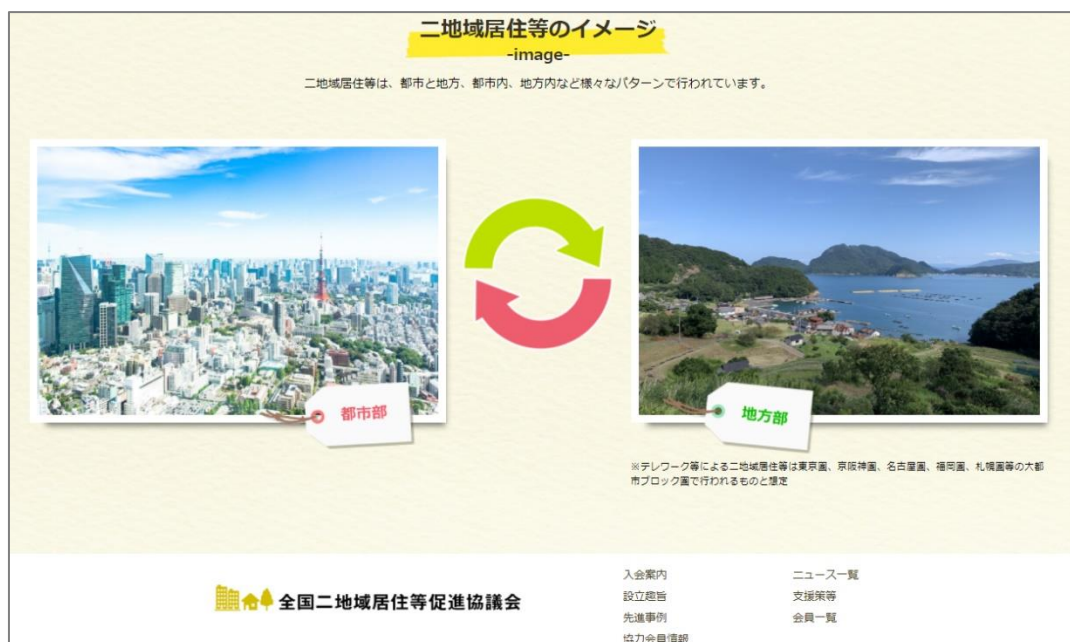 二地域居住等のイメージ
-image-
二地域居住等は、都市と地方、都市内、地方内など様々なパターンで行われています。
都市部
地方部
※テレワーク等による二地域居住等は東京圏、京阪神圏、名古屋圏、福岡圏、札幌圏等の大都
市ブロック圏で行われるものと想定
全国二地域居住等促進協議会
入会案内
設立趣旨
先進事例
協力会員情報
ニュース一覧
支援策等
会員一覧